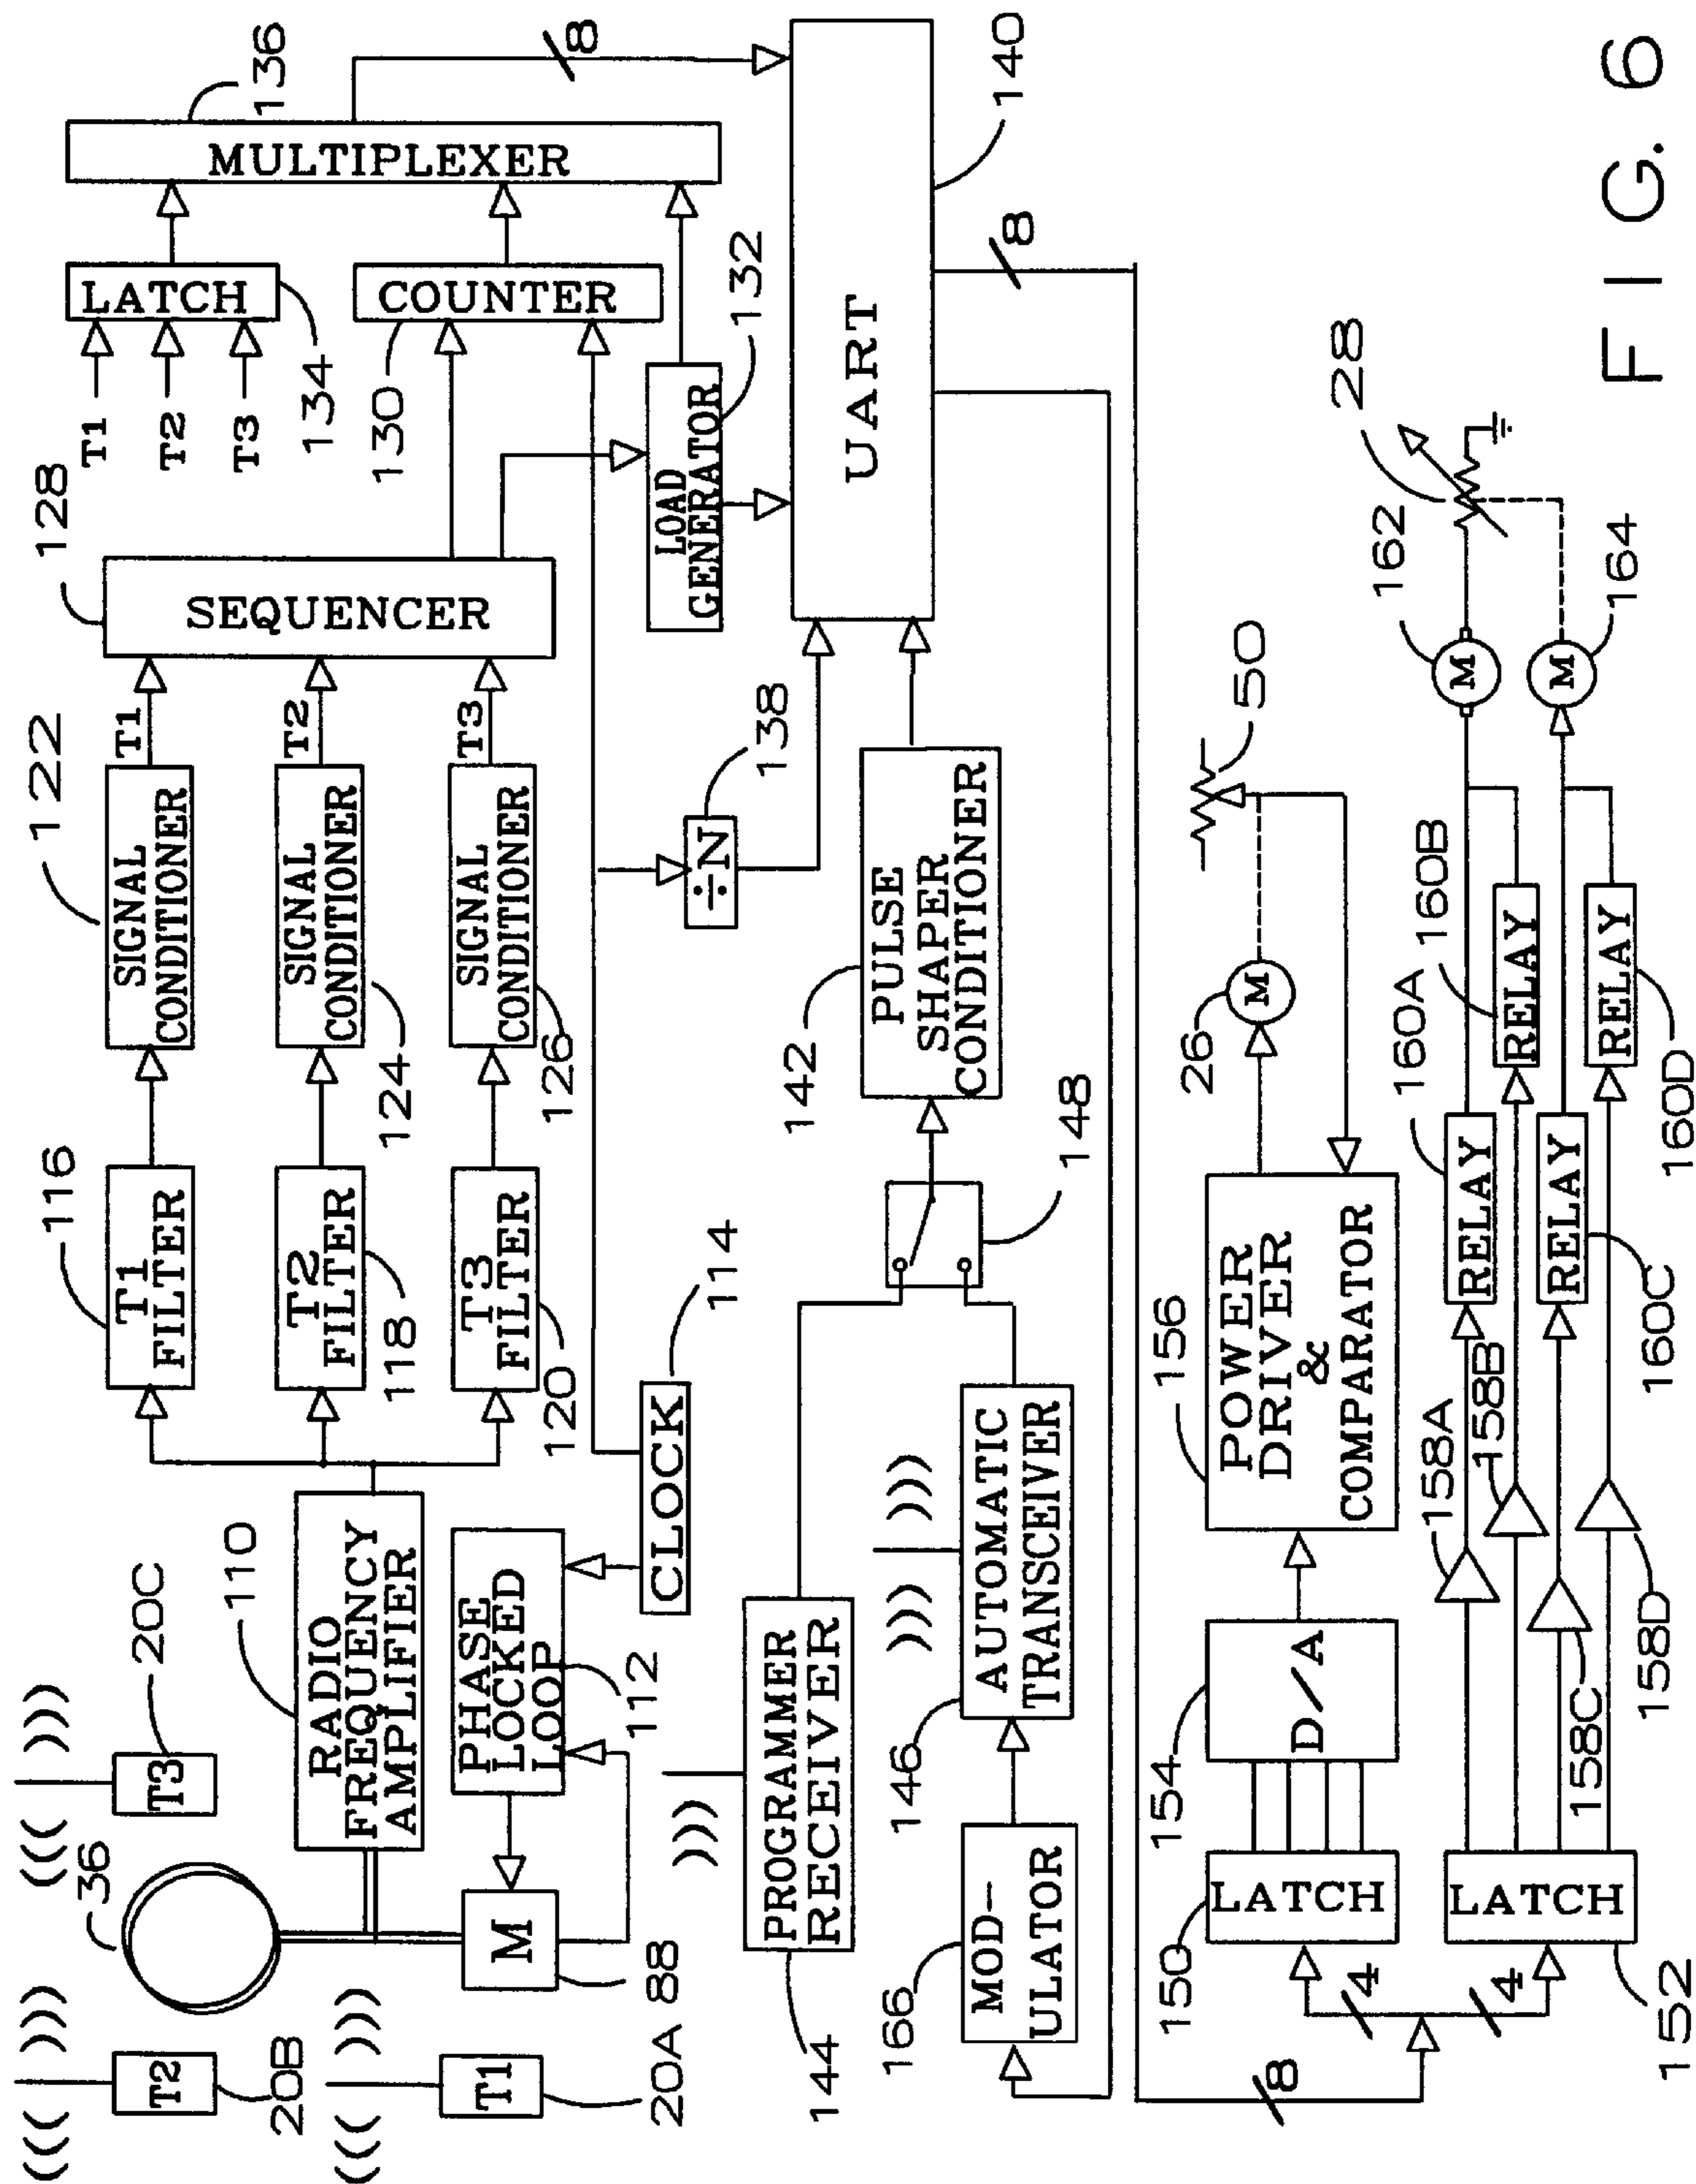 T2
20B
T1
20A
36
T3
20C
M
88
RADIO
FREQUENCY
AMPLIFIER
110
PHASE
LOCKED
LOOP
112
CLOCK
114
T1
FILTER
116
T2
FILTER
118
T3
FILTER
120
SIGNAL
CONDITIONER
122
SIGNAL
CONDITIONER
124
SIGNAL
CONDITIONER
126
T1
T2
T3
SEQUENCER
128
T1
T2
T3
LATCH
134
COUNTER
130
LOAD
GENERATOR
132
MULTIPLEXER
136
8
÷N
138
UART
140
8
PROGRAMMER
RECEIVER
144
MOD-
ULATOR
166
AUTOMATIC
TRANSCEIVER
146
148
PULSE
SHAPER
CONDITIONER
142
8
4
4
LATCH
150
LATCH
152
D/A
154
POWER
DRIVER
&
COMPARATOR
156
M
26
50
158A
158B
158C
158D
RELAY
160A
RELAY
160B
RELAY
160C
RELAY
160D
M
162
M
164
28
FIG. 6